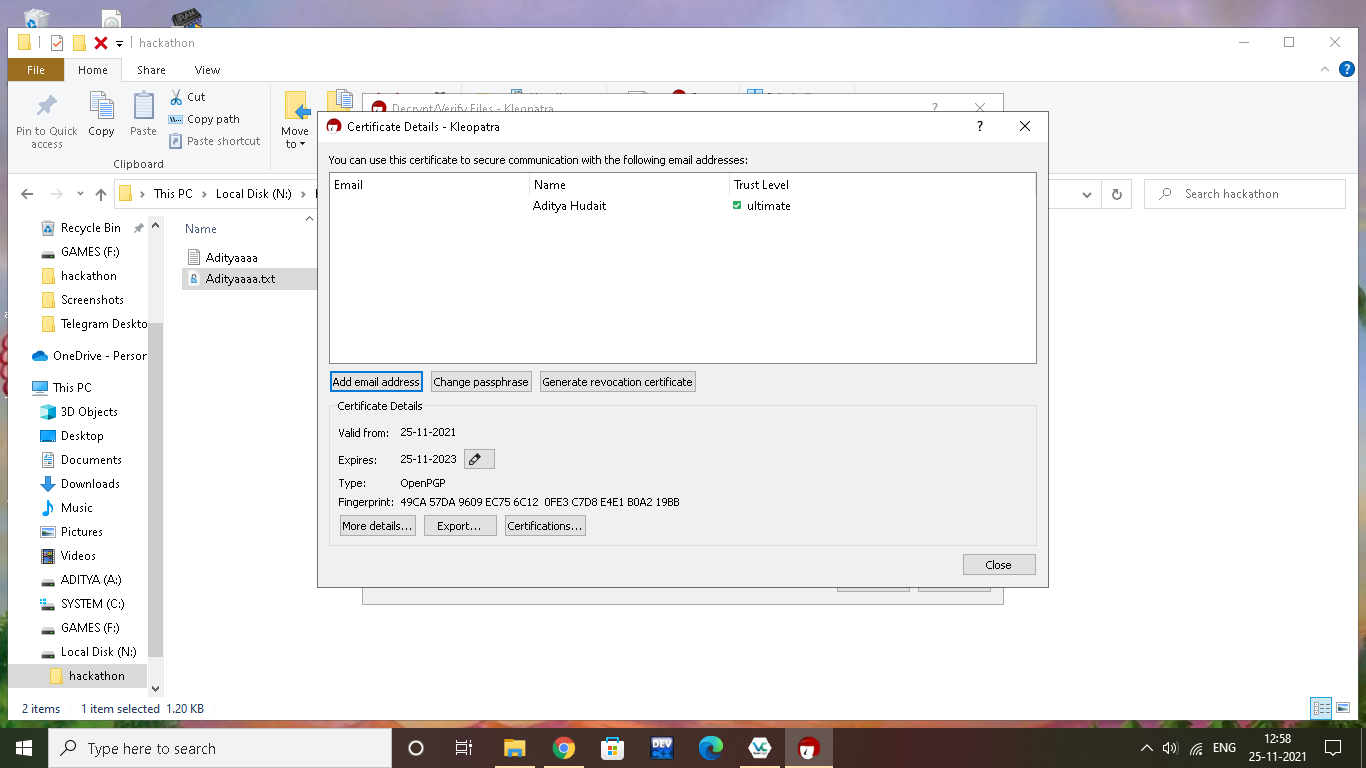 hackathon
File Home Share View
Pin to Quick access
Copy
Paste
Cut
Copy path
Paste shortcut
Move to
Clipboard
Decrypt/Verify Files - Kleopatra
?
This PC > Local Disk (N:) >
Search hackathon
Recycle Bin
GAMES (F:)
hackathon
Screenshots
Telegram Deskto
OneDrive - Person
This PC
3D Objects
Desktop
Documents
Downloads
Music
Pictures
Videos
ADITYA (A:)
SYSTEM (C:)
GAMES (F:)
Local Disk (N:)
hackathon
Name
Adityaaaa
Adityaaaa.txt
Certificate Details - Kleopatra
?
You can use this certificate to secure communication with the following email addresses:
Email Name Trust Level
Aditya Hudait ultimate
Add email address Change passphrase Generate revocation certificate
Certificate Details
Valid from: 25-11-2021
Expires: 25-11-2023
Type: OpenPGP
Fingerprint: 49CA 57DA 9609 EC75 6C12 0FE3 C7D8 E4E1 B0A2 19BB
More details... Export... Certifications...
Close
2 items 1 item selected 1.20 KB
Type here to search
DEV
VC
ENG
12:58
25-11-2021